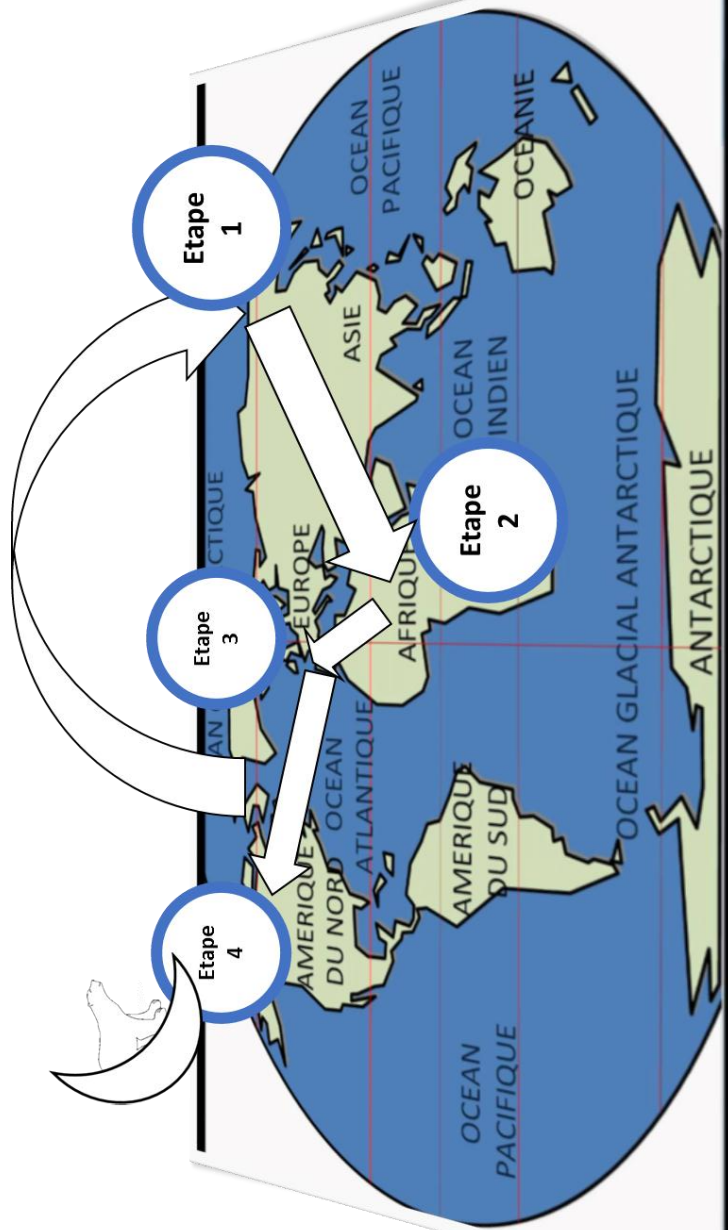 Etape
4
Etape
3
Etape
1
Etape
2
AMERIQUE
DU NORD
OCEAN
ATLANTIQUE
EUROPE
ASIE
OCEAN
PACIFIQUE
AFRIQUE
OCEAN
INDIEN
OCEANIE
AMERIQUE
DU SUD
OCEAN
PACIFIQUE
OCEAN GLACIAL ANTARCTIQUE
ANTARCTIQUE